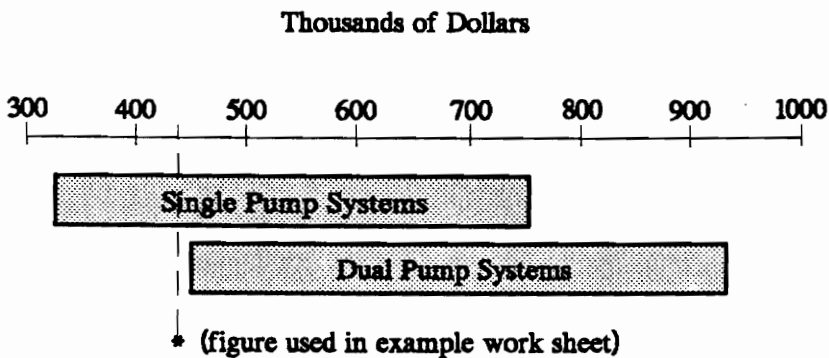 Thousands of Dollars
300 400 500 600 700 800 900 1000
Single Pump Systems
Dual Pump Systems
* (figure used in example work sheet)